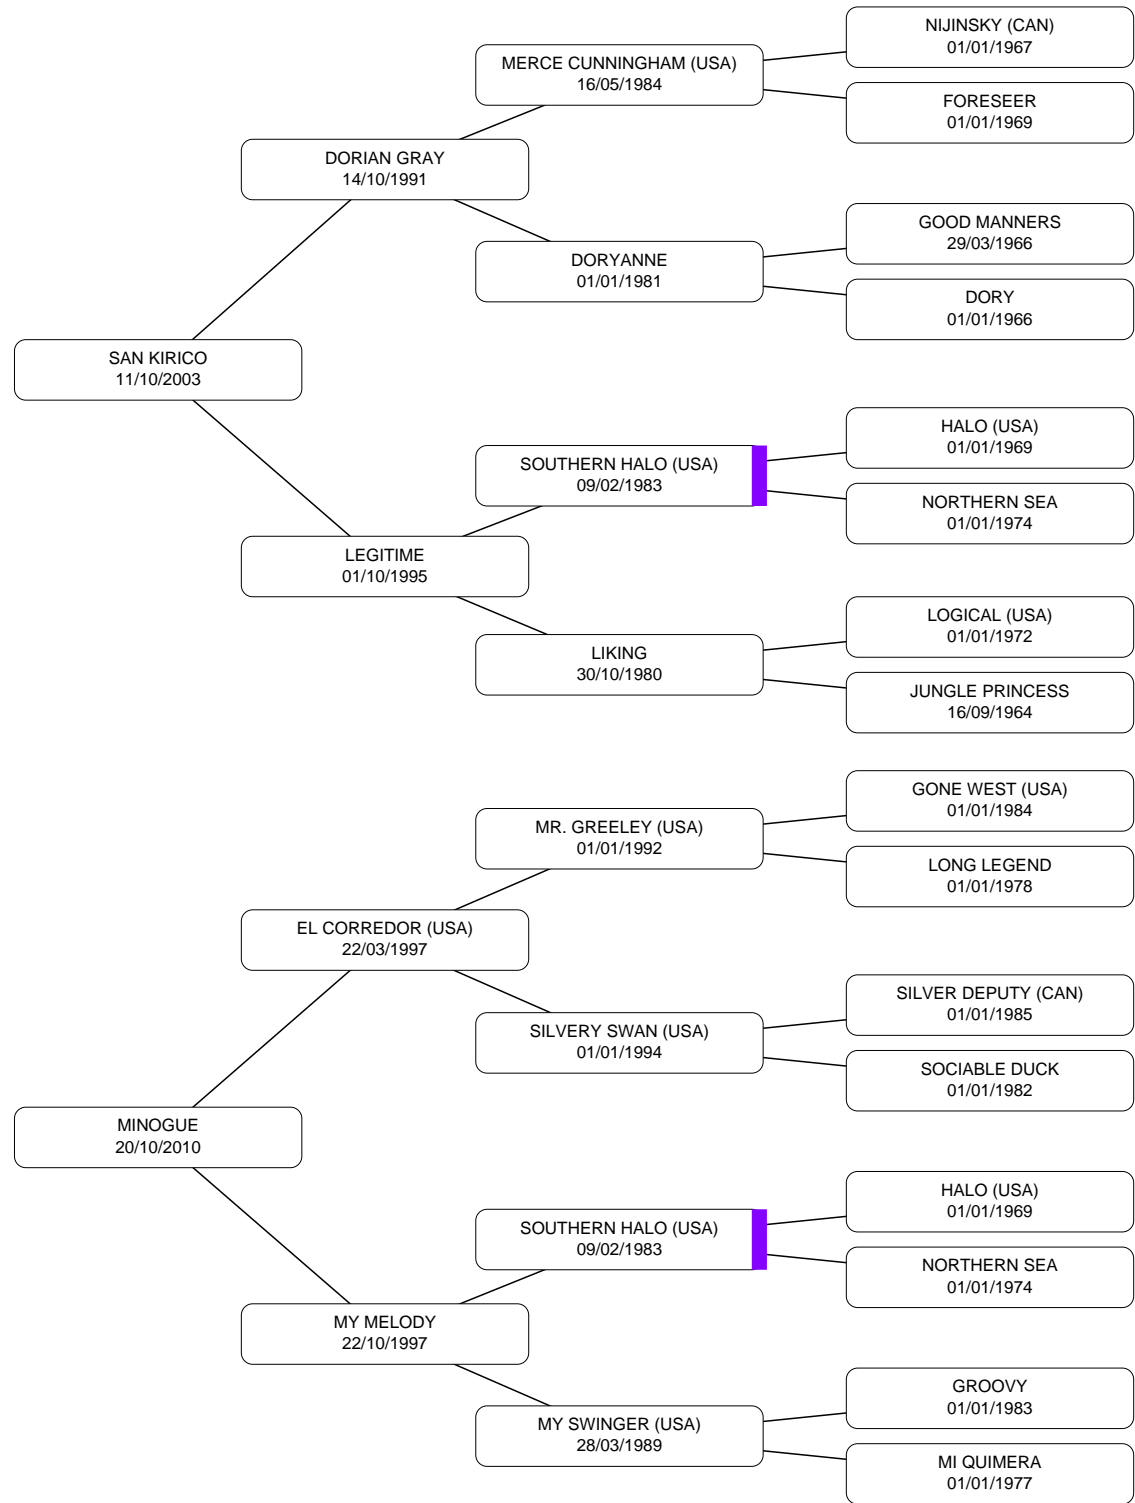 NIJINSKY (CAN)
01/01/1967
MERCE CUNNINGHAM (USA)
16/05/1984
FORESEER
01/01/1969
DORIAN GRAY
14/10/1991
GOOD MANNERS
29/03/1966
DORYANNE
01/01/1981
DORY
01/01/1966
SAN KIRICO
11/10/2003
HALO (USA)
01/01/1969
SOUTHERN HALO (USA)
09/02/1983
NORTHERN SEA
01/01/1974
LEGITIME
01/10/1995
LOGICAL (USA)
01/01/1972
LIKING
30/10/1980
JUNGLE PRINCESS
16/09/1964
GONE WEST (USA)
01/01/1984
MR. GREELEY (USA)
01/01/1992
LONG LEGEND
01/01/1978
EL CORREDOR (USA)
22/03/1997
SILVER DEPUTY (CAN)
01/01/1985
SILVERY SWAN (USA)
01/01/1994
SOCIABLE DUCK
01/01/1982
MINOGUE
20/10/2010
HALO (USA)
01/01/1969
SOUTHERN HALO (USA)
09/02/1983
NORTHERN SEA
01/01/1974
MY MELODY
22/10/1997
GROOVY
01/01/1983
MY SWINGER (USA)
28/03/1989
MI QUIMERA
01/01/1977